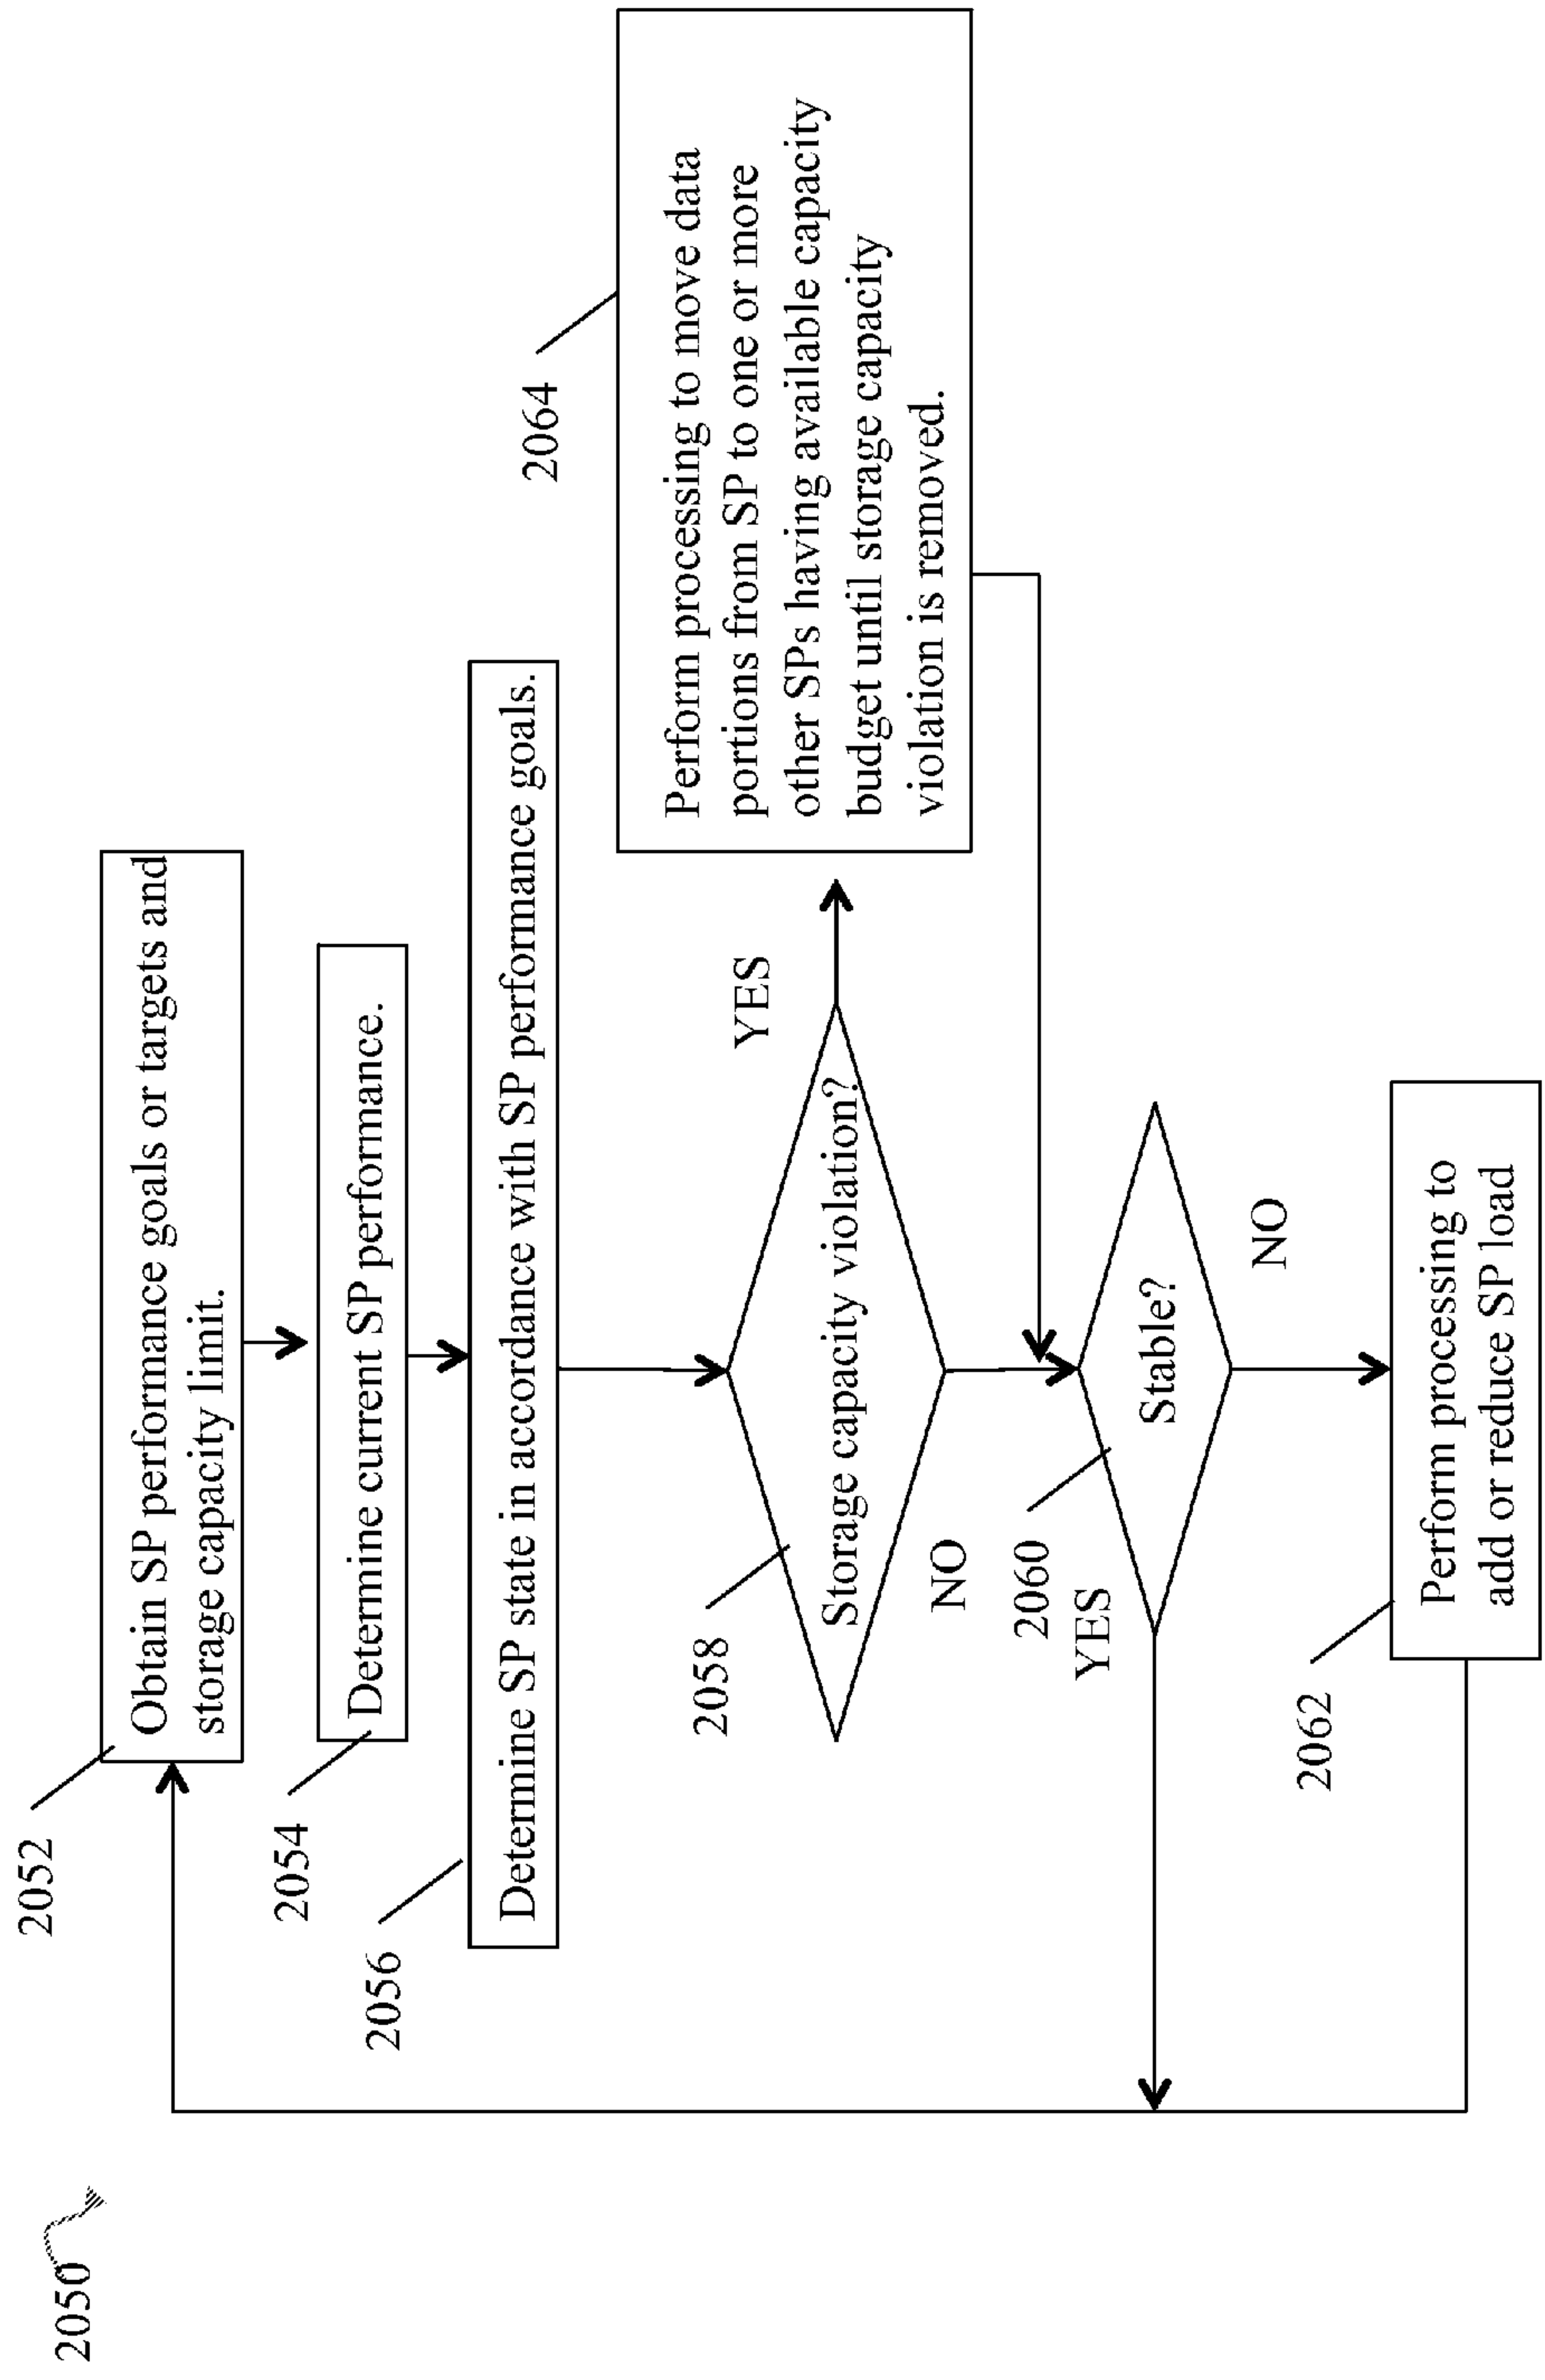 2050
2052
Obtain SP performance goals or targets and
storage capacity limit.
2054
Determine current SP performance.
2056
Determine SP state in accordance with SP performance goals.
2064
Perform processing to move data
portions from SP to one or more
other SPs having available capacity
budget until storage capacity
violation is removed.
2058
Storage capacity violation?
YES
NO
2060
YES
Stable?
NO
2062
Perform processing to
add or reduce SP load